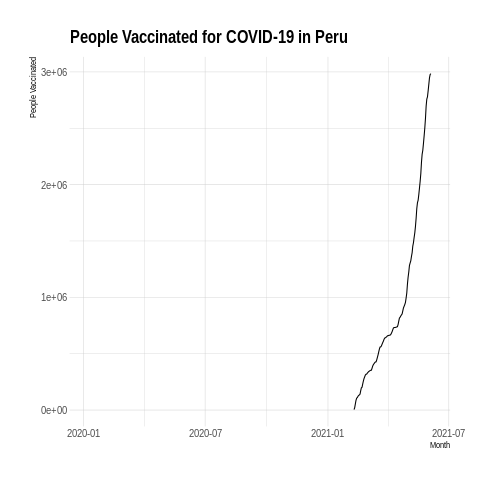 People Vaccinated for COVID-19 in Peru
People Vaccinated
3e+06
2e+06
1e+06
0e+00
2020-01 2020-07 2021-01 2021-07
Month